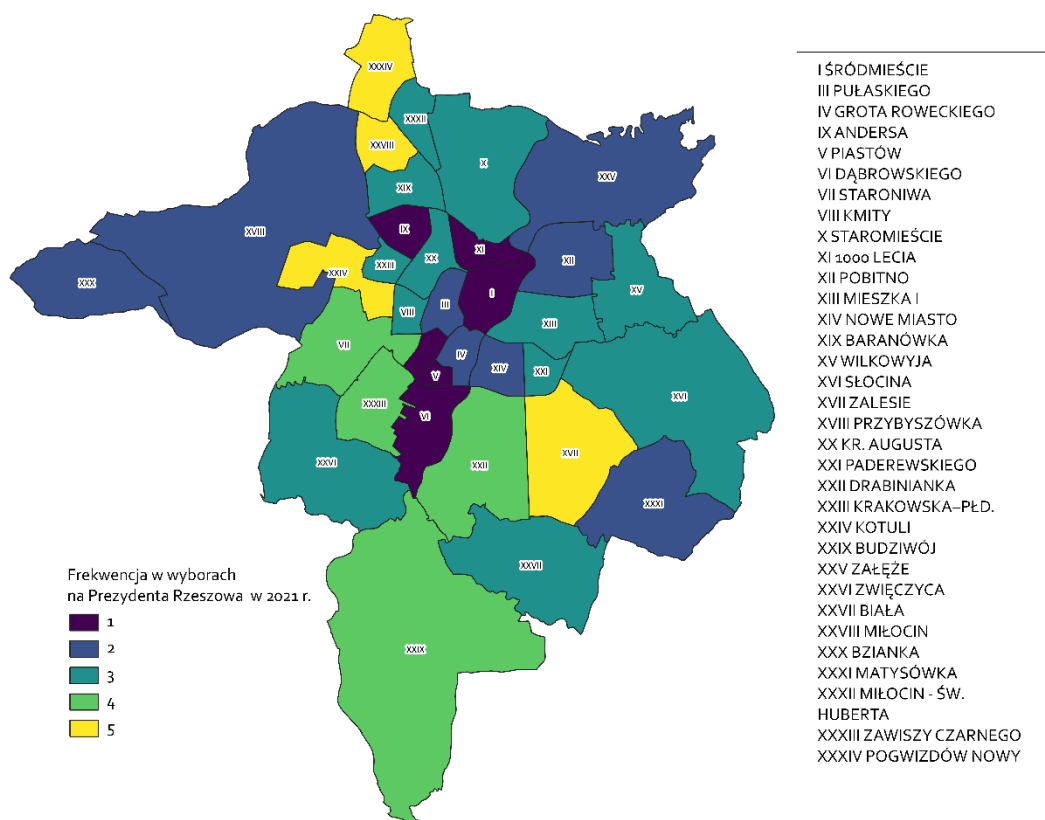 XXXIV
XXXII
XXVIII
X
XXV
XIX
IX
XVIII
XI
XX
XXIII
XII
XXIV
XXX
I
XV
III
VIII
XIII
IV
VII
XXI
XIV
V
XVI
XXXIII
VI
XVII
XXII
XXVI
XXXI
XXVII
XXIX
Frekwencja w wyborach
na Prezydenta Rzeszowa w 2021 r.
1
2
3
4
5
I ŚRÓDMIEŚCIE
III PUŁASKIEGO
IV GROTA ROWECKIEGO
IX ANDERSA
V PIASTÓW
VI DĄBROWSKIEGO
VII STARONIWA
VIII KMITY
X STAROMIEŚCIE
XI 1000 LECIA
XII POBITNO
XIII MIESZKA I
XIV NOWE MIASTO
XIX BARANÓWKA
XV WILKOWYJA
XVI SŁOCINA
XVII ZALESIE
XVIII PRZYBYSZÓWKA
XX KR. AUGUSTA
XXI PADEREWSKIEGO
XXII DRABINIANKA
XXIII KRAKOWSKA–PŁD.
XXIV KOTULI
XXIX BUDZIWÓJ
XXV ZAŁĘŻE
XXVI ZWIĘCZYCA
XXVII BIAŁA
XXVIII MIŁOCIN
XXX BZIANKA
XXXI MATYSÓWKA
XXXII MIŁOCIN - ŚW.
HUBERTA
XXXIII ZAWISZY CZARNEGO
XXXIV POGWIZDÓW NOWY